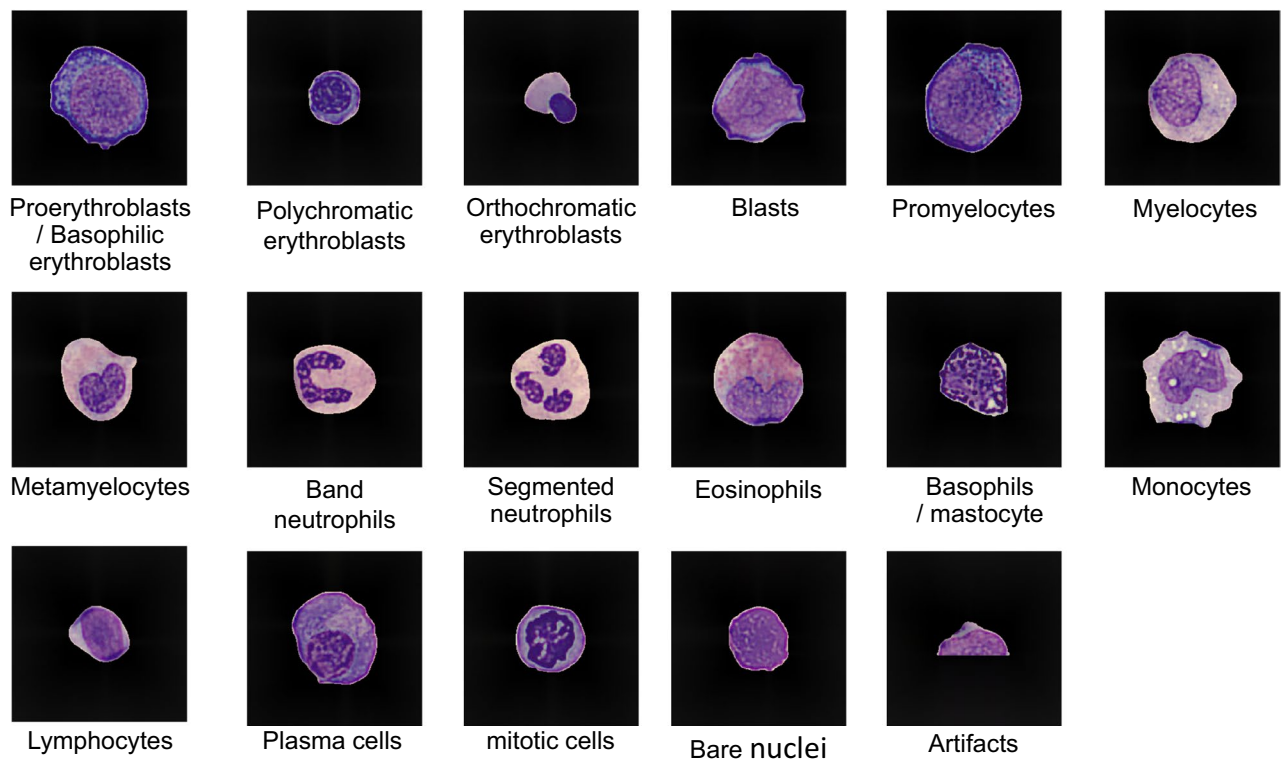 Proerythroblasts
/ Basophilic
erythroblasts
Polychromatic
erythroblasts
Orthochromatic
erythroblasts
Blasts
Promyelocytes
Myelocytes
Metamyelocytes
Band
neutrophils
Segmented
neutrophils
Eosinophils
Basophils
/ mastocyte
Monocytes
Lymphocytes
Plasma cells
mitotic cells
Bare nuclei
Artifacts